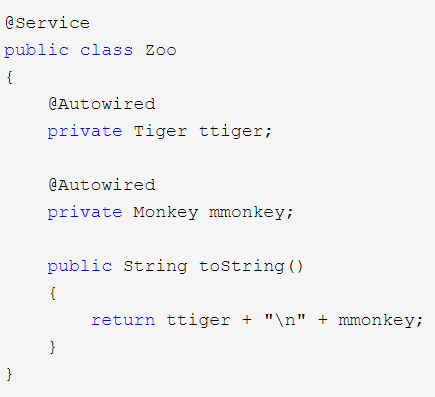 @Service
public class Zoo
{
    @Autowired
    private Tiger ttiger;

    @Autowired
    private Monkey mmonkey;

    public String toString()
    {
        return ttiger + "\n" + mmonkey;
    }
}